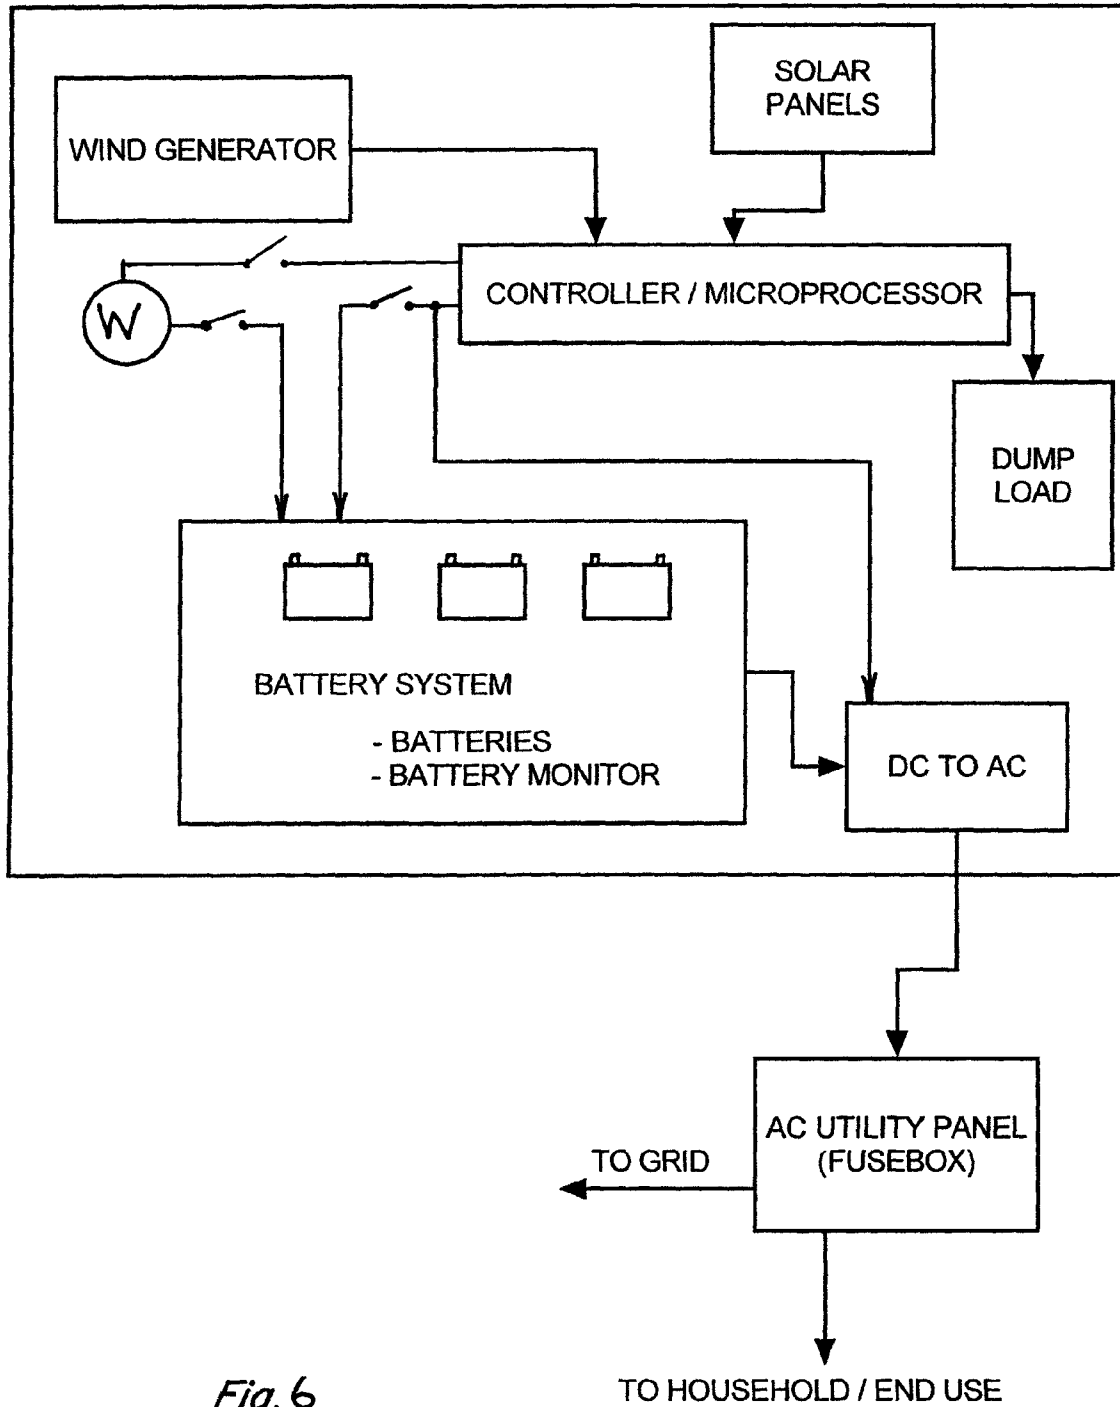 SOLAR
PANELS
WIND GENERATOR
CONTROLLER / MICROPROCESSOR
W
DUMP
LOAD
BATTERY SYSTEM
- BATTERIES
- BATTERY MONITOR
DC TO AC
AC UTILITY PANEL
(FUSEBOX)
TO GRID
TO HOUSEHOLD / END USE
Fig. 6